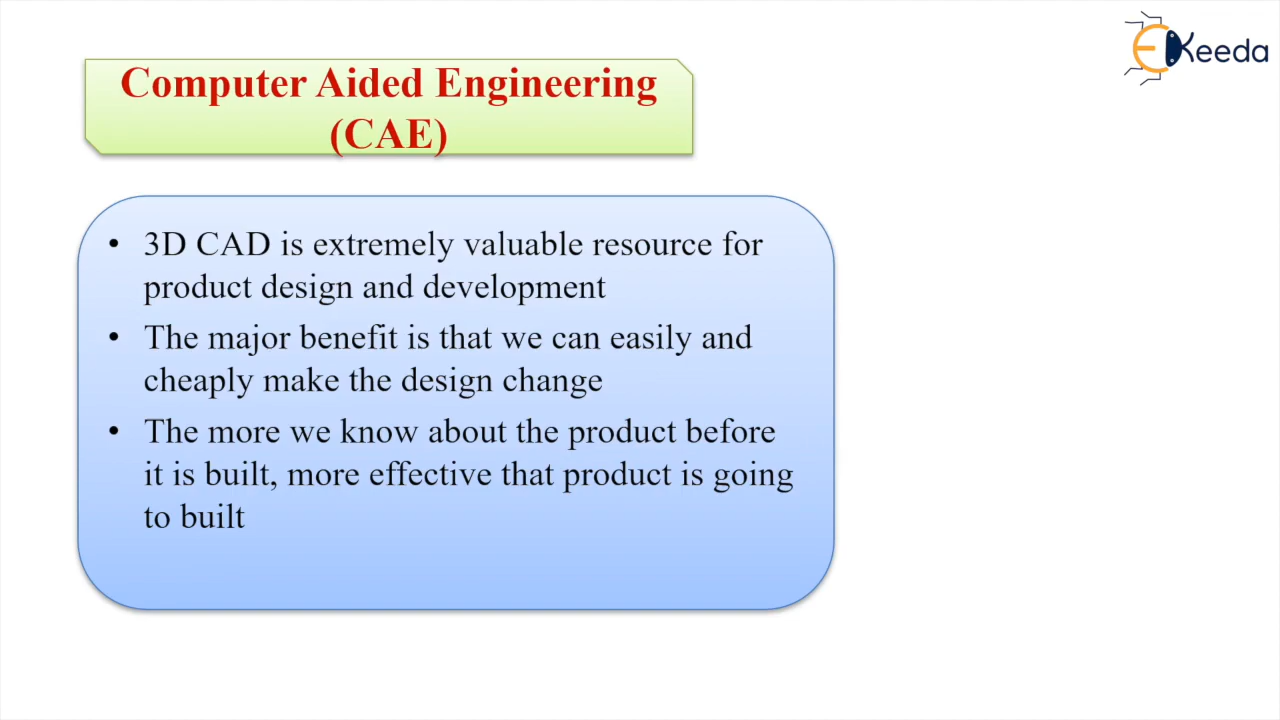 EKeeda
Computer Aided Engineering
(CAE)
• 3D CAD is extremely valuable resource for
product design and development
• The major benefit is that we can easily and
cheaply make the design change
• The more we know about the product before
it is built, more effective that product is going
to built